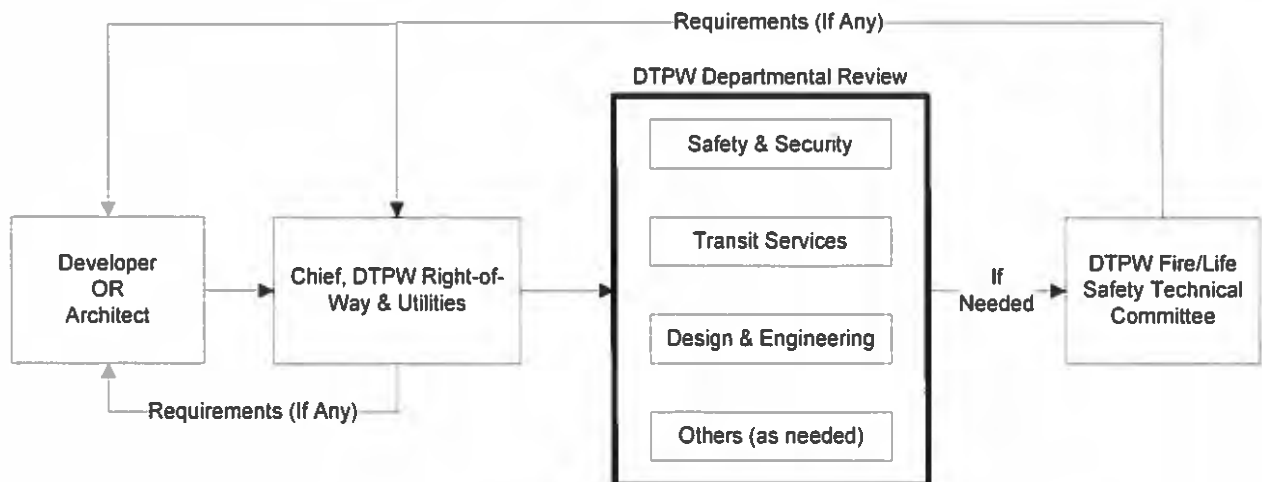 Requirements (If Any)
DTPW Departmental Review
Safety & Security
Transit Services
Design & Engineering
Others (as needed)
Developer
OR
Architect
Chief, DTPW Right-of-
Way & Utilities
If
Needed
DTPW Fire/Life
Safety Technical
Committee
Requirements (If Any)